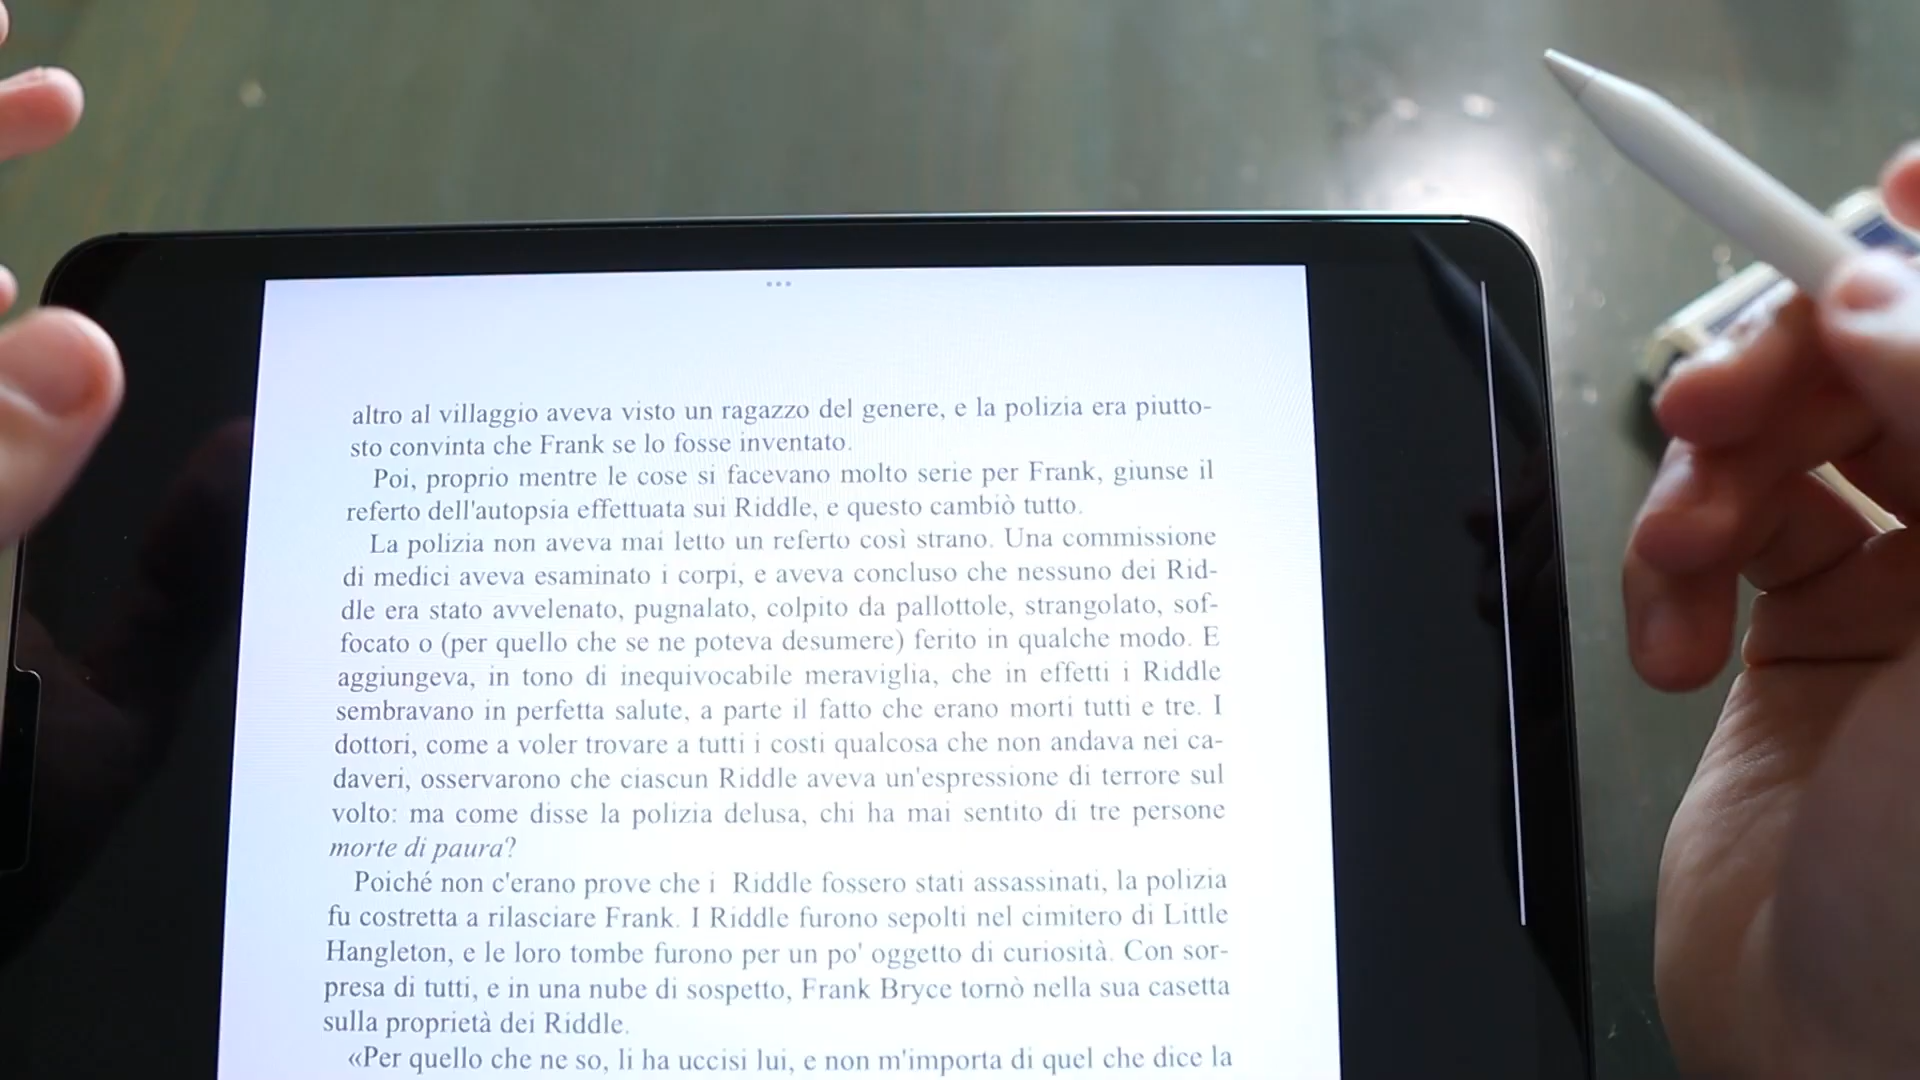 altro al villaggio aveva visto un ragazzo del genere, e la polizia era piutto-
sto convinta che Frank se lo fosse inventato.
Poi, proprio mentre le cose si facevano molto serie per Frank, giunse il
referto dell'autopsia effettuata sui Riddle, e questo cambiò tutto.
La polizia non aveva mai letto un referto così strano. Una commissione
di medici aveva esaminato i corpi, e aveva concluso che nessuno dei Rid-
dle era stato avvelenato, pugnalato, colpito da pallottole, strangolato, sof-
focato o (per quello che se ne poteva desumere) ferito in qualche modo. E
aggiungeva, in tono di inequivocabile meraviglia, che in effetti i Riddle
sembravano in perfetta salute, a parte il fatto che erano morti tutti e tre. I
dottori, come a voler trovare a tutti i costi qualcosa che non andava nei ca-
daveri, osservarono che ciascun Riddle aveva un'espressione di terrore sul
volto: ma come disse la polizia delusa, chi ha mai sentito di tre persone
morte di paura?
Poiché non c'erano prove che i Riddle fossero stati assassinati, la polizia
fu costretta a rilasciare Frank. I Riddle furono sepolti nel cimitero di Little
Hangleton, e le loro tombe furono per un po' oggetto di curiosità. Con sor-
presa di tutti, e in una nube di sospetto, Frank Bryce tornò nella sua casetta
sulla proprietà dei Riddle.
«Per quello che ne so, li ha uccisi lui, e non m'importa di quel che dice la